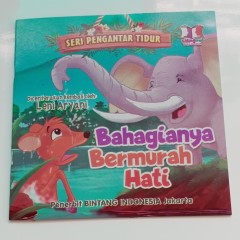 SERI PENGANTAR TIDUR
Leni Aryani
Bahagianya
Bermurah
Hati
Penerbit BINTANG INDONESIA Jakarta